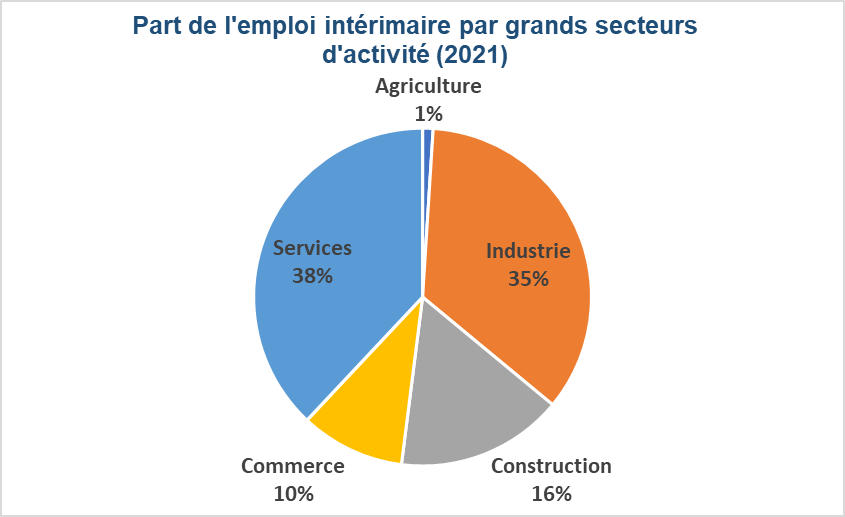 Part de l'emploi intérimaire par grands secteurs
d'activité (2021)
Agriculture
1%
Services
38%
Industrie
35%
Commerce
10%
Construction
16%